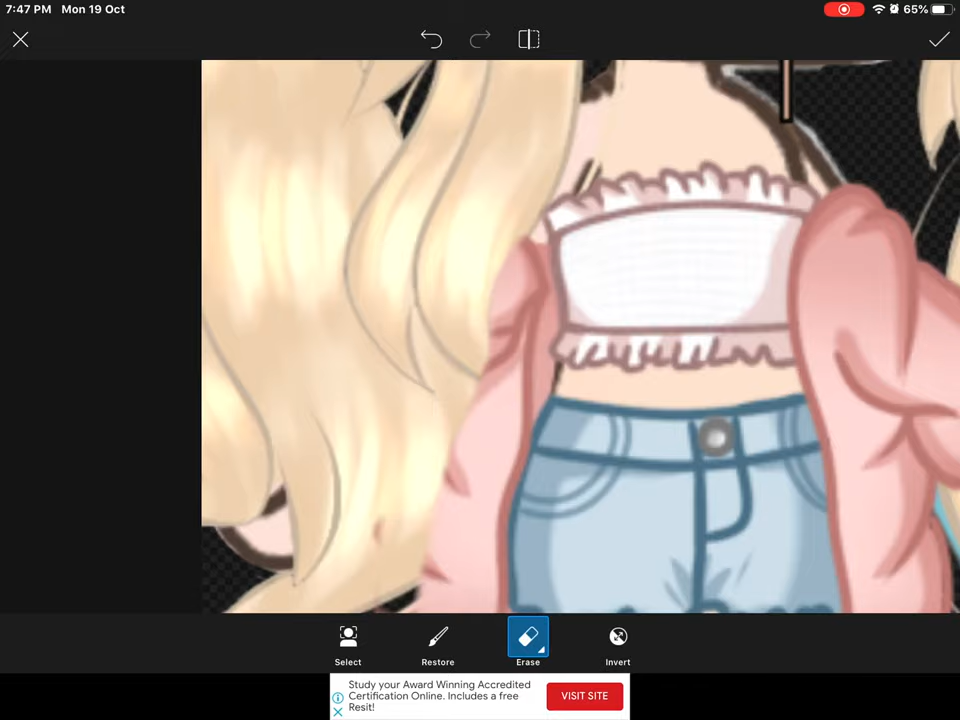 7:47 PM Mon 19 Oct
65%
Select
Restore
Erase
Invert
Study your Award Winning Accredited
Certification Online. Includes a free
Resit!
VISIT SITE